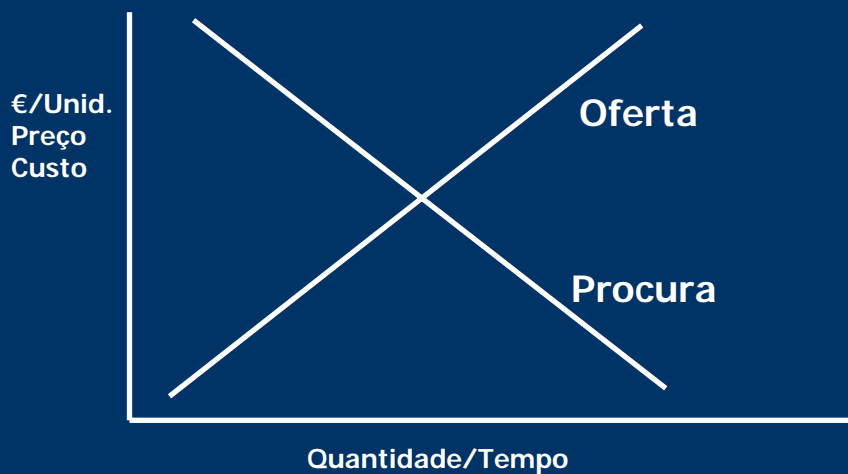 €/Unid.
Preço
Custo
Oferta
Procura
Quantidade/Tempo